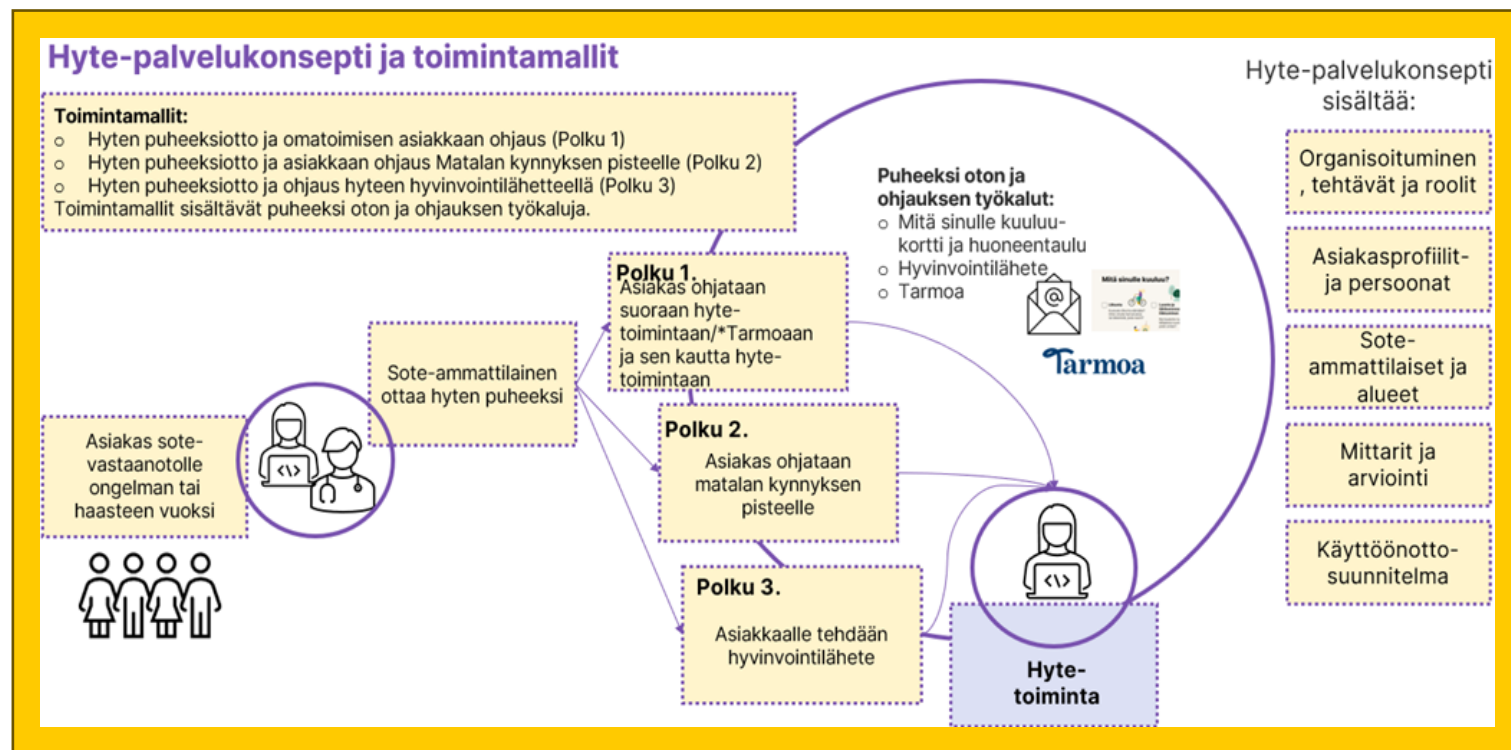 Hyte-palvelukonsepti ja toimintamallit
Toimintamallit:
o Hyten puheeksiotto ja omatoimisen asiakkaan ohjaus (Polku 1)
o Hyten puheeksiotto ja asiakkaan ohjaus Matalan kynnyksen pisteelle (Polku 2)
o Hyten puheeksiotto ja ohjaus hyteen hyvinvointilähetteellä (Polku 3)
Toimintamallit sisältävät puheeksi oton ja ohjauksen työkaluja.
Asiakas sote-
vastaanotolle
ongelman tai
haasteen vuoksi
Sote-ammattilainen
ottaa hyten puheeksi
Polku 1.
Asiakas ohjataan
suoraan hyte-
toimintaan/*Tarmoaan
ja sen kautta hyte-
toimintaan
Polku 2.
Asiakas ohjataan
matalan kynnyksen
pisteelle
Polku 3.
Asiakkaalle tehdään
hyvinvointilähete
Puheeksi oton ja
ohjauksen työkalut:
o Mitä sinulle kuuluu-
kortti ja huoneentaulu
o Hyvinvointilähete
o Tarmoa
@
Mitä sinulle kuuluu?
Tarmoa
</>
</>
Hyte-
toiminta
Hyte-palvelukonsepti
sisältää:
Organisoituminen
, tehtävät ja roolit
Asiakasprofiilit-
ja persoonat
Sote-
ammattilaiset ja
alueet
Mittarit ja
arviointi
Käyttöönotto-
suunnitelma